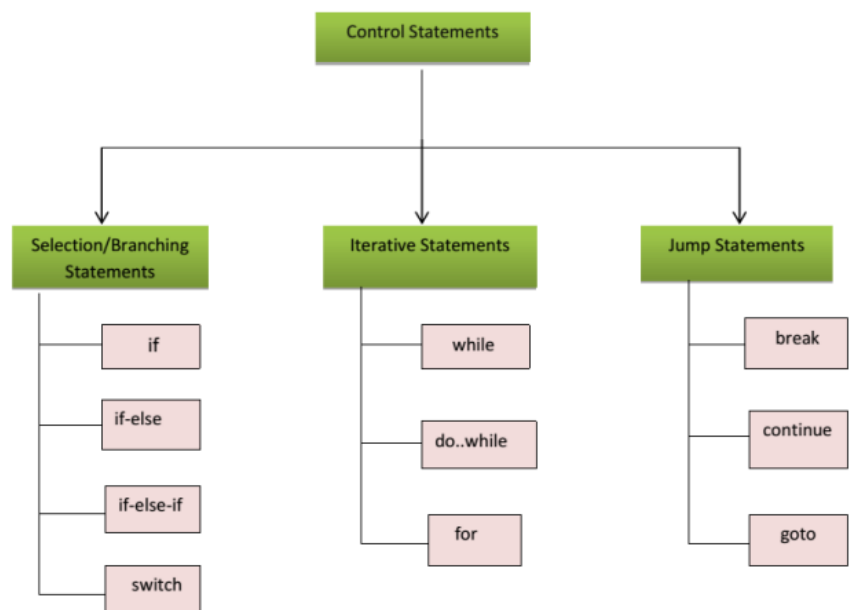 Control Statements
Selection/Branching
Statements
if
if-else
if-else-if
switch
Iterative Statements
while
do..while
for
Jump Statements
break
continue
goto